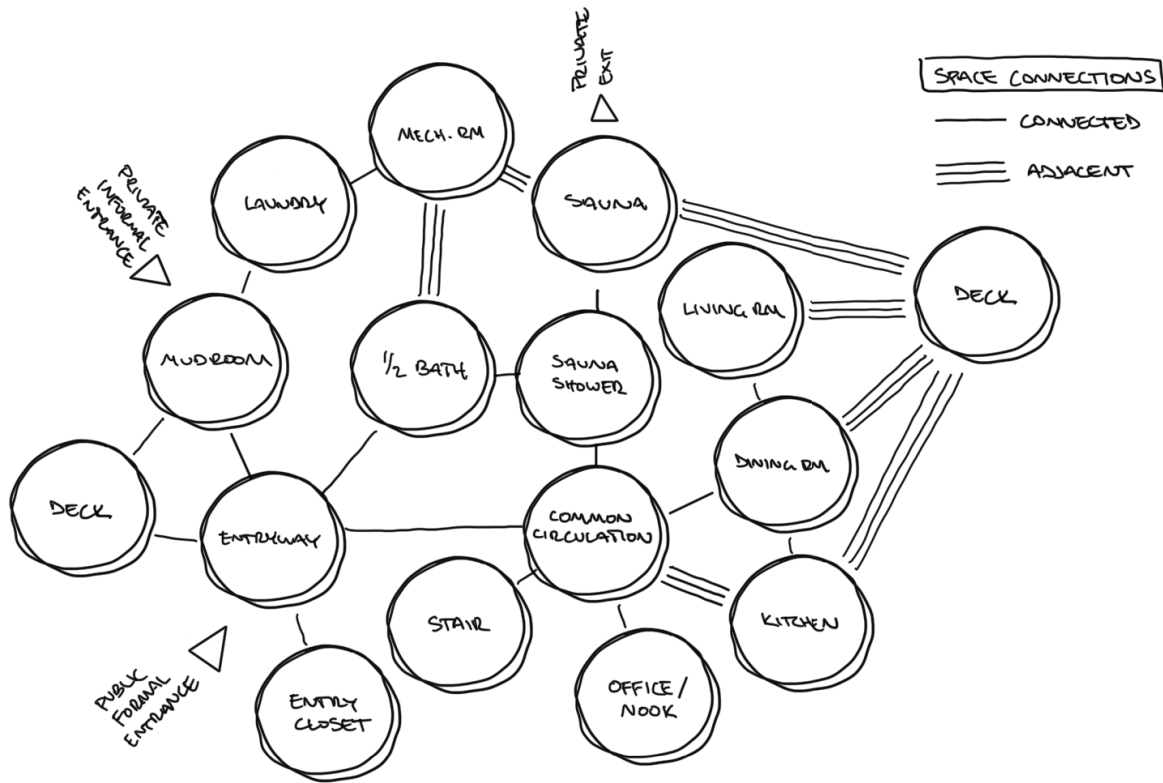 PRIVATE
EXIT
SPACE CONNECTIONS
CONNECTED
ADJACENT
MECH. RM
LAUNDRY
SAUNA
PRIVATE
INFORMAL
ENTRANCE
LIVING RM
DECK
MUDROOM
1/2 BATH
SAUNA
SHOWER
DINING RM
DECK
ENTRYWAY
COMMON
CIRCULATION
STAIR
KITCHEN
PUBLIC
FORMAL
ENTRANCE
ENTRY
CLOSET
OFFICE/
NOOK